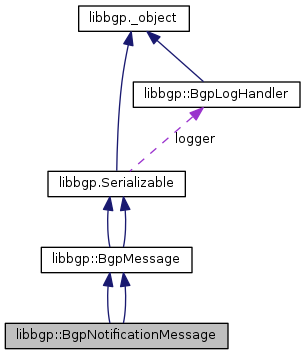 libbgp._object
libbgp::BgpLogHandler
logger
libbgp.Serializable
libbgp::BgpMessage
libbgp::BgpNotificationMessage